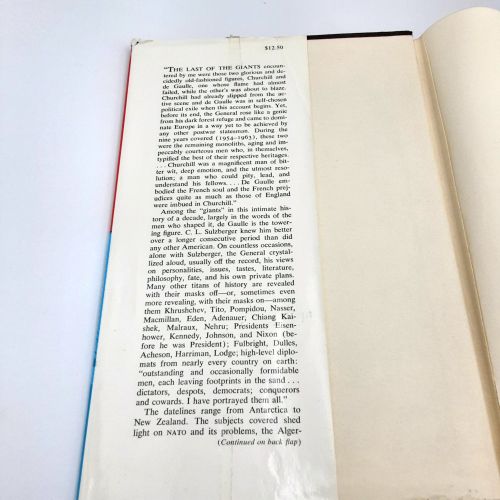 $12.50
"THE LAST OF THE GIANTS encoun-
tered by me were those two glorious and de-
cidedly old-fashioned figures, Churchill and
de Gaulle, one whose flame had almost
failed, while the other's was about to blaze.
Churchill had already slipped from the ac-
tive scene and de Gaulle was in self-chosen
political exile when this account begins. Yet,
before its end, the General rose like a genie
from his dark forest refuge and came to domi-
nate Europe in a way yet to be achieved by
any other postwar statesman. During the
nine years covered (1954–1963), these two
were the remaining monoliths, aging and im-
peccably courteous men who, in themselves,
typified the best of their respective heritages.
. . . Churchill was a magnificent man of bit-
ter wit, deep emotion, and the utmost reso-
lution; a man who could pity, lead, and
understand his fellows. . . . De Gaulle em-
bodied the French soul and the French prej-
udices quite as much as those of England
were imbued in Churchill."
Among the "giants" in this intimate his-
tory of a decade, largely in the words of the
men who shaped it, de Gaulle is the tower-
ing figure. C. L. Sulzberger knew him better
over a longer consecutive period than did
any other American. On countless occasions,
alone with Sulzberger, the General crystal-
lized aloud, usually off the record, his views
on personalities, issues, tastes, literature,
philosophy, fate, and his own private plans.
Many other titans of history are revealed
with their masks off—or, sometimes even
more revealing, with their masks on—among
them Khrushchev, Tito, Pompidou, Nasser,
Macmillan, Eden, Adenauer, Chiang Kai-
shek, Malraux, Nehru; Presidents Eisen-
hower, Kennedy, Johnson, and Nixon (be-
fore he was President); Fulbright, Dulles,
Acheson, Harriman, Lodge; high-level diplo-
mats from nearly every country on earth:
"outstanding and occasionally formidable
men, each leaving footprints in the sand . . .
dictators, despots, democrats; conquerors
and cowards. I have portrayed them all."
The datelines range from Antarctica to
New Zealand. The subjects covered shed
light on NATO and its problems, the Alger-
(Continued on back flap)